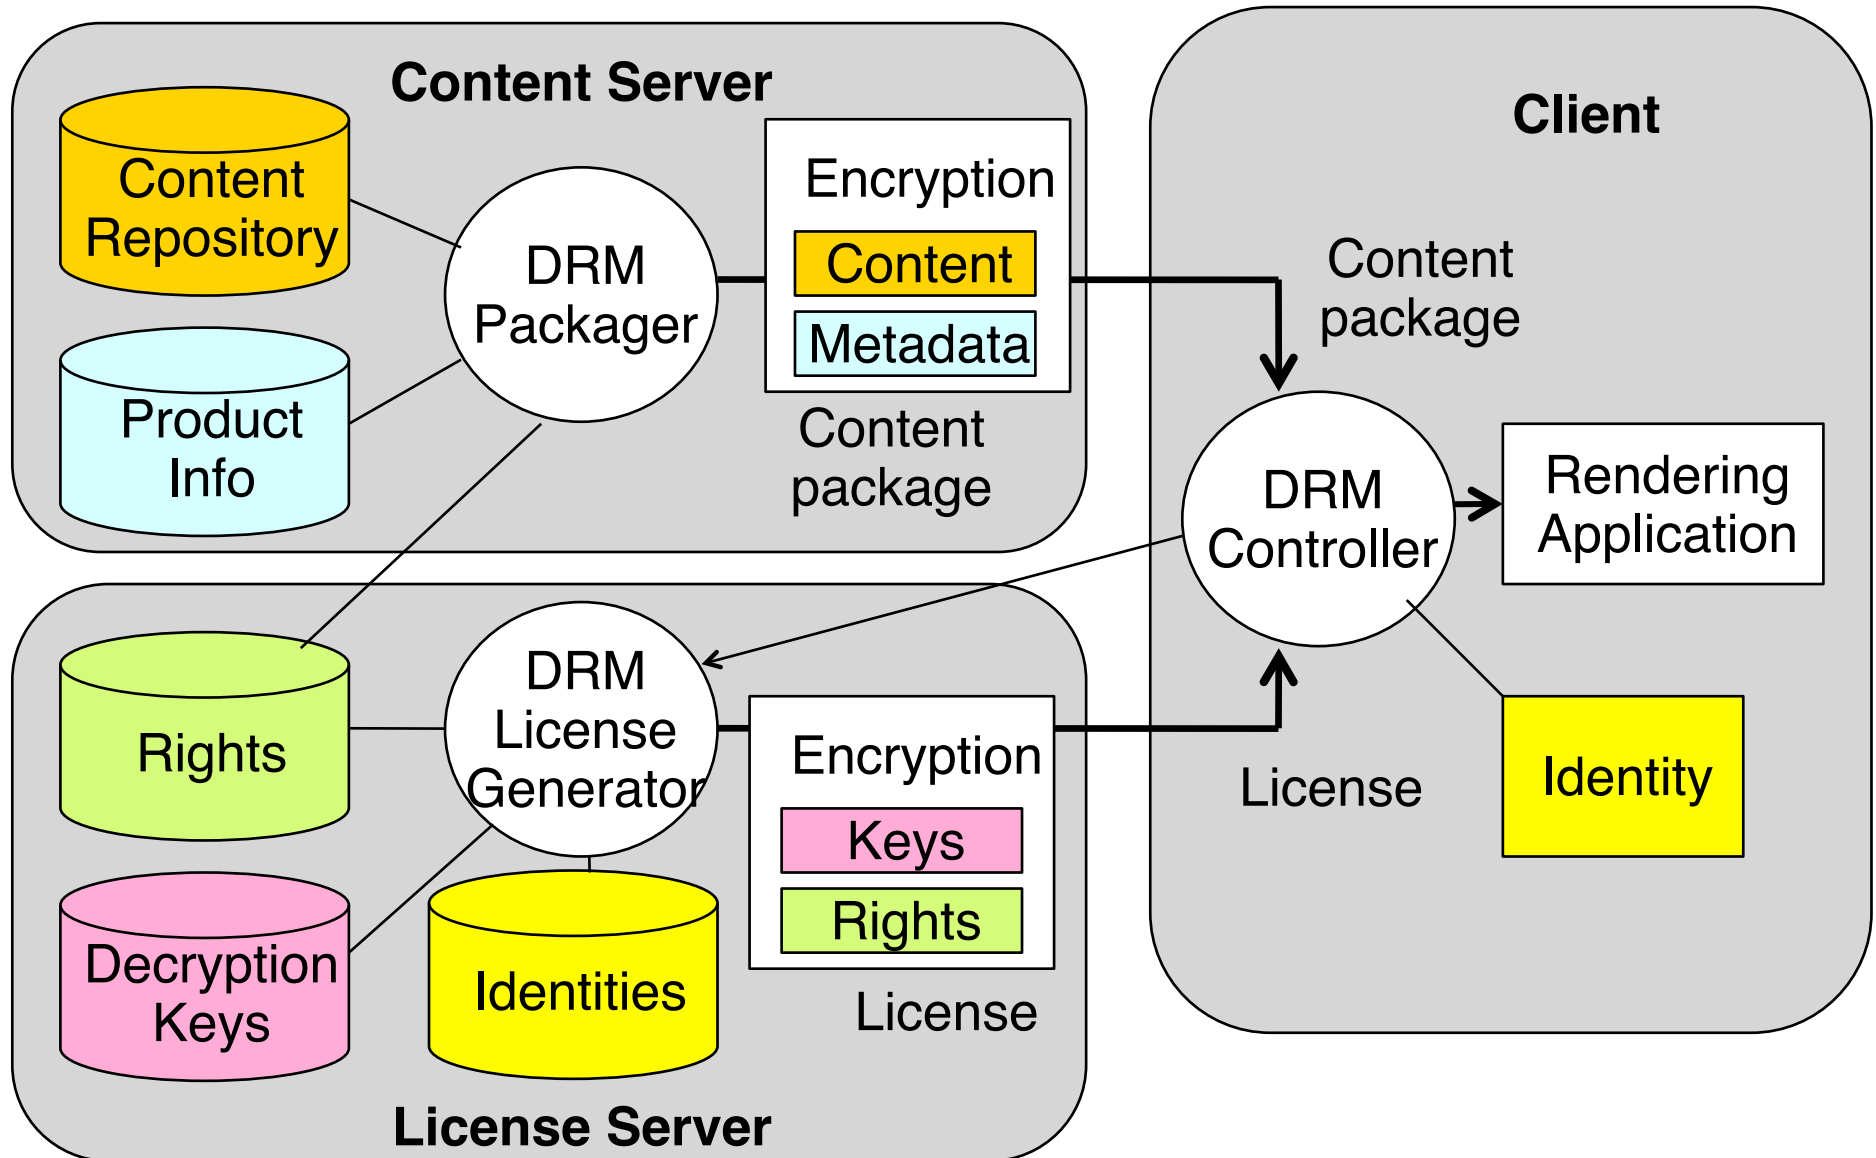 Content Server
Content
Repository
Product
Info
DRM
Packager
Encryption
Content
Metadata
Content
package
License Server
Rights
Decryption
Keys
DRM
License
Generator
Identities
Encryption
Keys
Rights
License
Client
Content
package
DRM
Controller
Rendering
Application
License
Identity